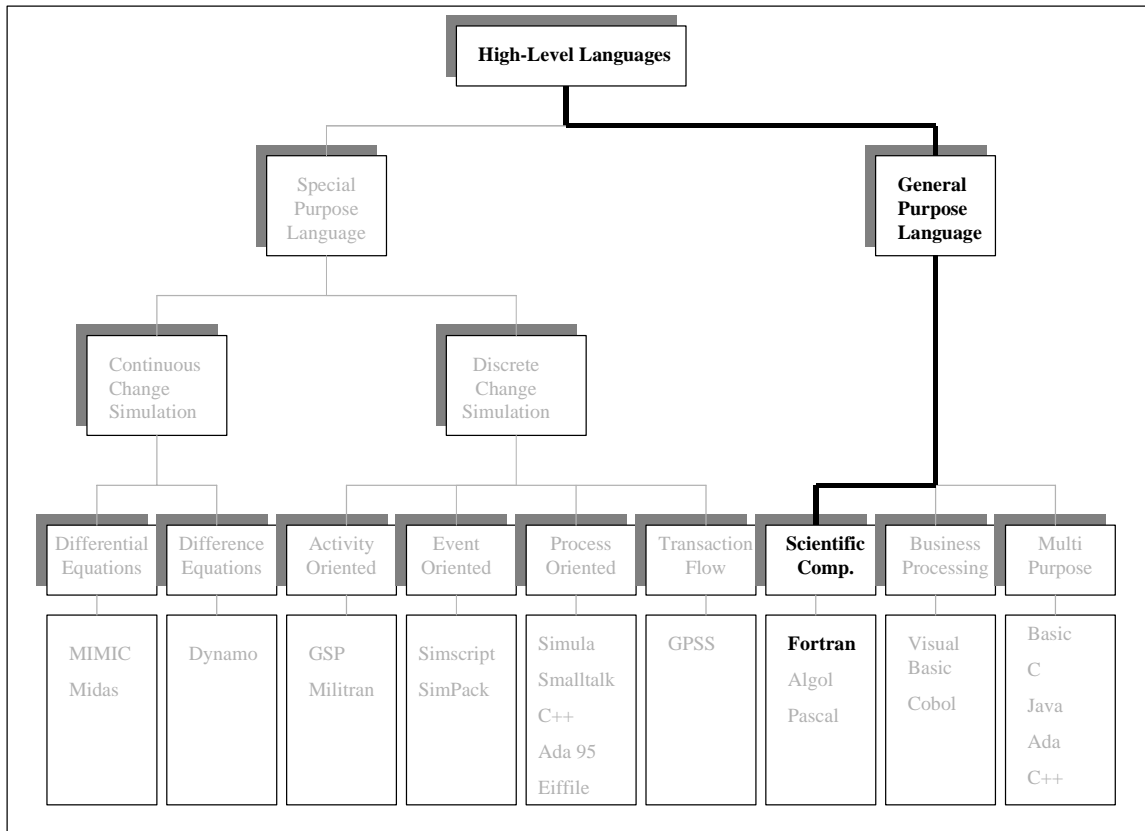 High-Level Languages
Special
Purpose
Language
General
Purpose
Language
Continuous
Change
Simulation
Discrete
Change
Simulation
Differential
Equations
Difference
Equations
Activity
Oriented
Event
Oriented
Process
Oriented
Transaction
Flow
Scientific
Comp.
Business
Processing
Multi
Purpose
MIMIC
Midas
Dynamo
GSP
Militran
Simscript
SimPack
Simula
Smalltalk
C++
Ada 95
Eiffile
GPSS
Fortran
Algol
Pascal
Visual
Basic
Cobol
Basic
C
Java
Ada
C++